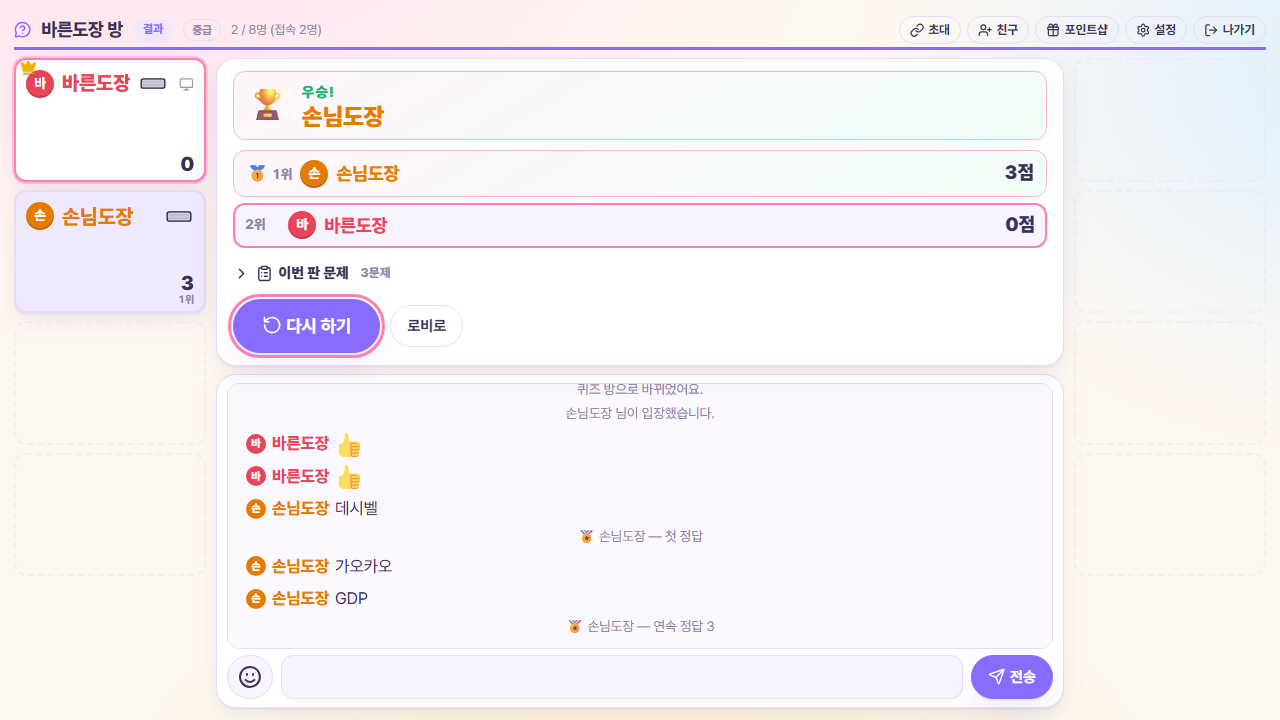 바른도장 방 결과 중급 2 / 8명 (접속 2명) 초대 친구 포인트샵 설정 나가기
바 바른도장
0
손 손님도장
3
1위
우승!
손님도장
1 1위 손 손님도장 3점
2위 바 바른도장 0점
이번 판 문제 3문제
다시 하기 로비로
퀴즈 방으로 바뀌었어요.
손님도장 님이 입장했습니다.
바 바른도장
바 바른도장
손 손님도장 데시벨
손님도장 — 첫 정답
손 손님도장 가오카오
손 손님도장 GDP
손님도장 — 연속 정답 3
전송